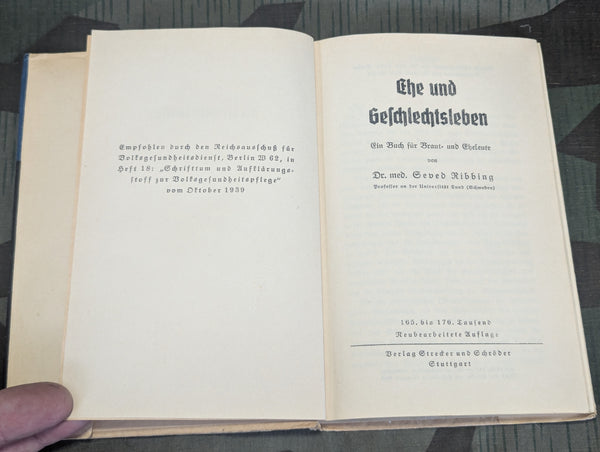 Empfohlen durch den Reichsausschuß für
Volksgesundheitsdienst, Berlin W 62, in
Heft 18: „Schrifttum und Aufklärungs-
stoff zur Volksgesundheitspflege“
vom Oktober 1939
Ehe und
Geschlechtsleben
Ein Buch für Braut- und Eheleute
von
Dr. med. Seved Ribbing
Professor an der Universität Lund (Schweden)
165. bis 176. Tausend
Neubearbeitete Auflage
Verlag Strecker und Schröder
Stuttgart